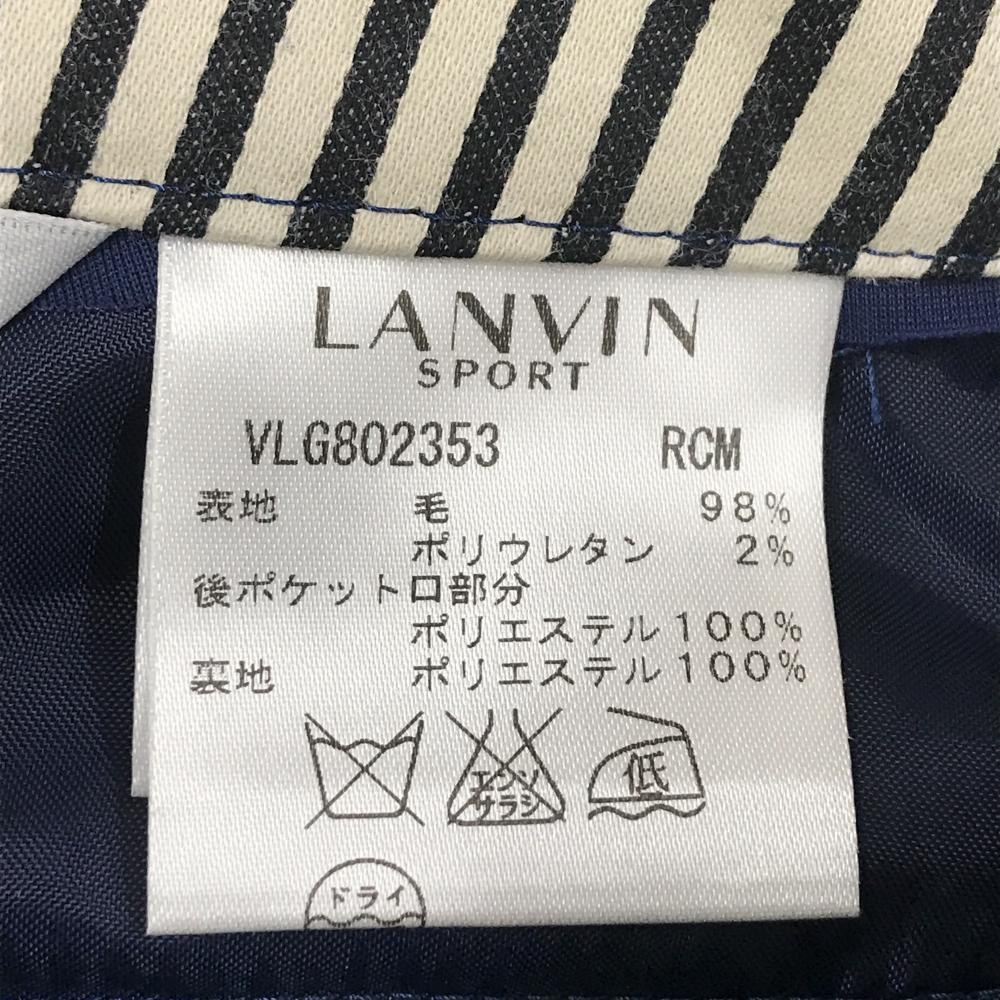 LANVIN
SPORT
VLG802353 RCM
表地 毛 98%
ポリウレタン 2%
後ポケット口部分
ポリエステル100%
裏地 ポリエステル100%
エンソ
サラシ
低
ドライ